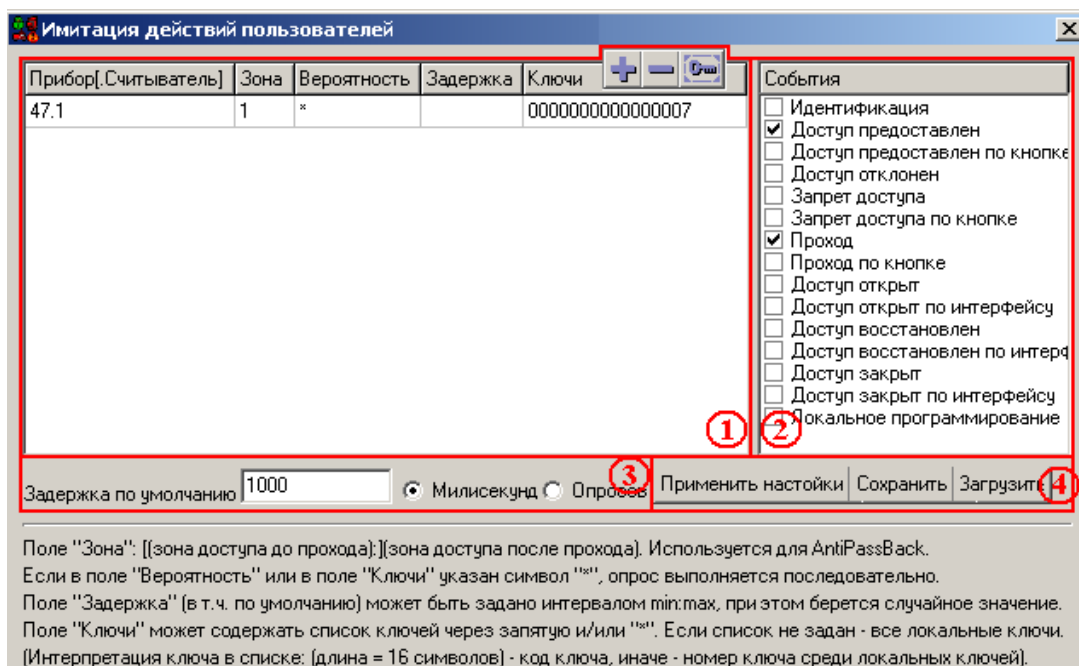 Имитация действий пользователей
Прибор[.Считыватель] Зона Вероятность Задержка Ключи
47.1 1 * 0000000000000007
События
Идентификация
Доступ предоставлен
Доступ предоставлен по кнопке
Доступ отклонен
Запрет доступа
Запрет доступа по кнопке
Проход
Проход по кнопке
Доступ открыт
Доступ открыт по интерфейсу
Доступ восстановлен
Доступ восстановлен по интерф
Доступ закрыт
Доступ закрыт по интерфейсу
Локальное программирование
1 2
Задержка по умолчанию 1000 Милисекунд Опросов 3 Применить настойки Сохранить Загрузить 4
Поле "Зона": [(зона доступа до прохода):](зона доступа после прохода). Используется для AntiPassBack.
Если в поле "Вероятность" или в поле "Ключи" указан символ "*", опрос выполняется последовательно.
Поле "Задержка" (в т.ч. по умолчанию) может быть задано интервалом min:max, при этом берется случайное значение.
Поле "Ключи" может содержать список ключей через запятую и/или "*". Если список не задан - все локальные ключи.
(Интерпретация ключа в списке: (длина = 16 символов) - код ключа, иначе - номер ключа среди локальных ключей).